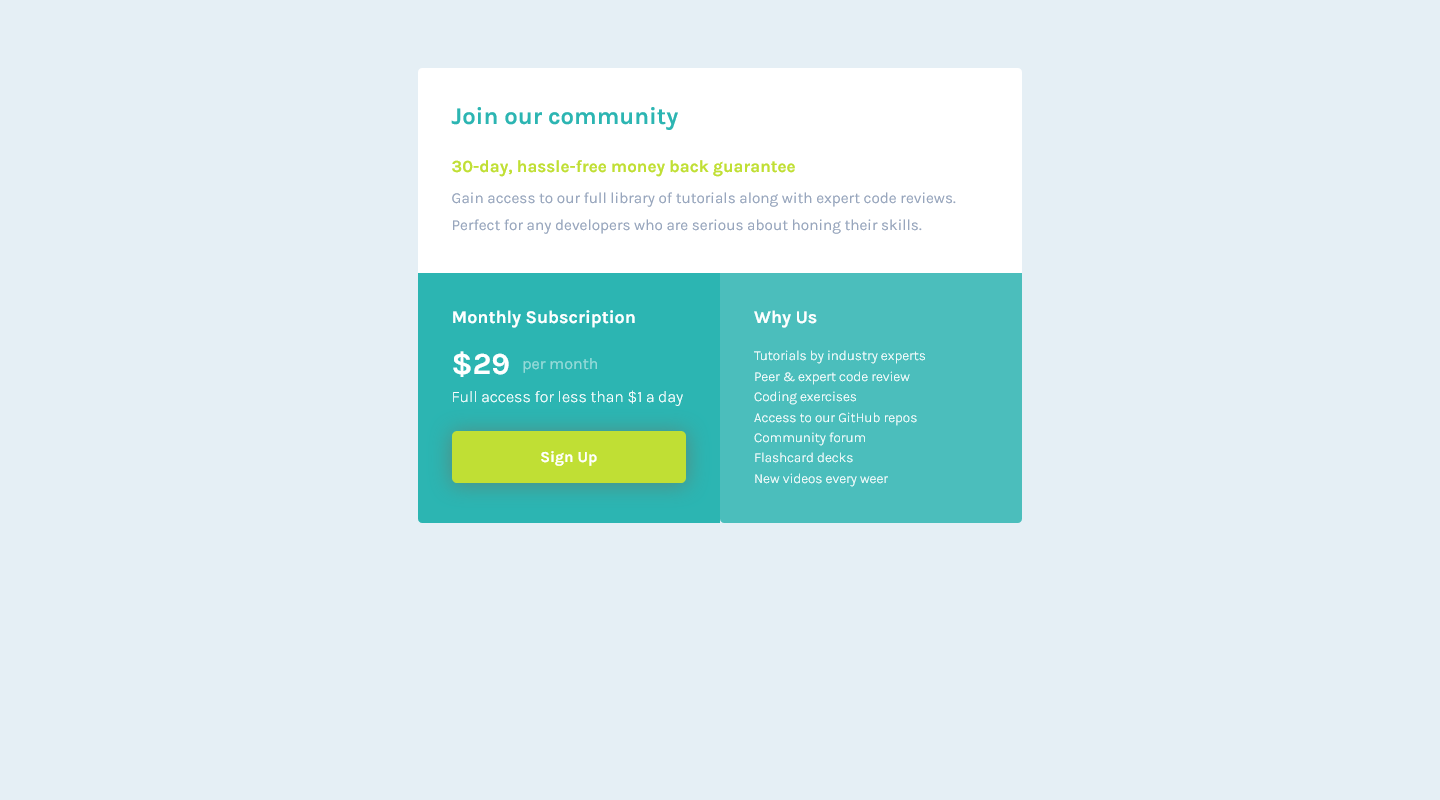 Join our community
30-day, hassle-free money back guarantee
Gain access to our full library of tutorials along with expert code reviews.
Perfect for any developers who are serious about honing their skills.
Monthly Subscription
$29 per month
Full access for less than $1 a day
Sign Up
Why Us
Tutorials by industry experts
Peer & expert code review
Coding exercises
Access to our GitHub repos
Community forum
Flashcard decks
New videos every weer